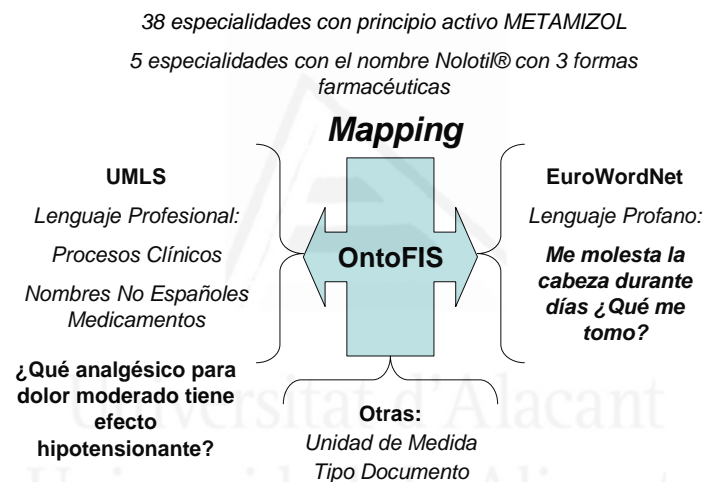 38 especialidades con principio activo METAMIZOL
5 especialidades con el nombre Nolotil® con 3 formas
farmacéuticas
Mapping
UMLS
Lenguaje Profesional:
Procesos Clínicos
Nombres No Españoles
Medicamentos
¿Qué analgésico para
dolor moderado tiene
efecto
hipotensionante?
OntoFIS
EuroWordNet
Lenguaje Profano:
Me molesta la
cabeza durante
días ¿Qué me
tomo?
Otras:
Unidad de Medida
Tipo Documento
Universitat d'Alacant